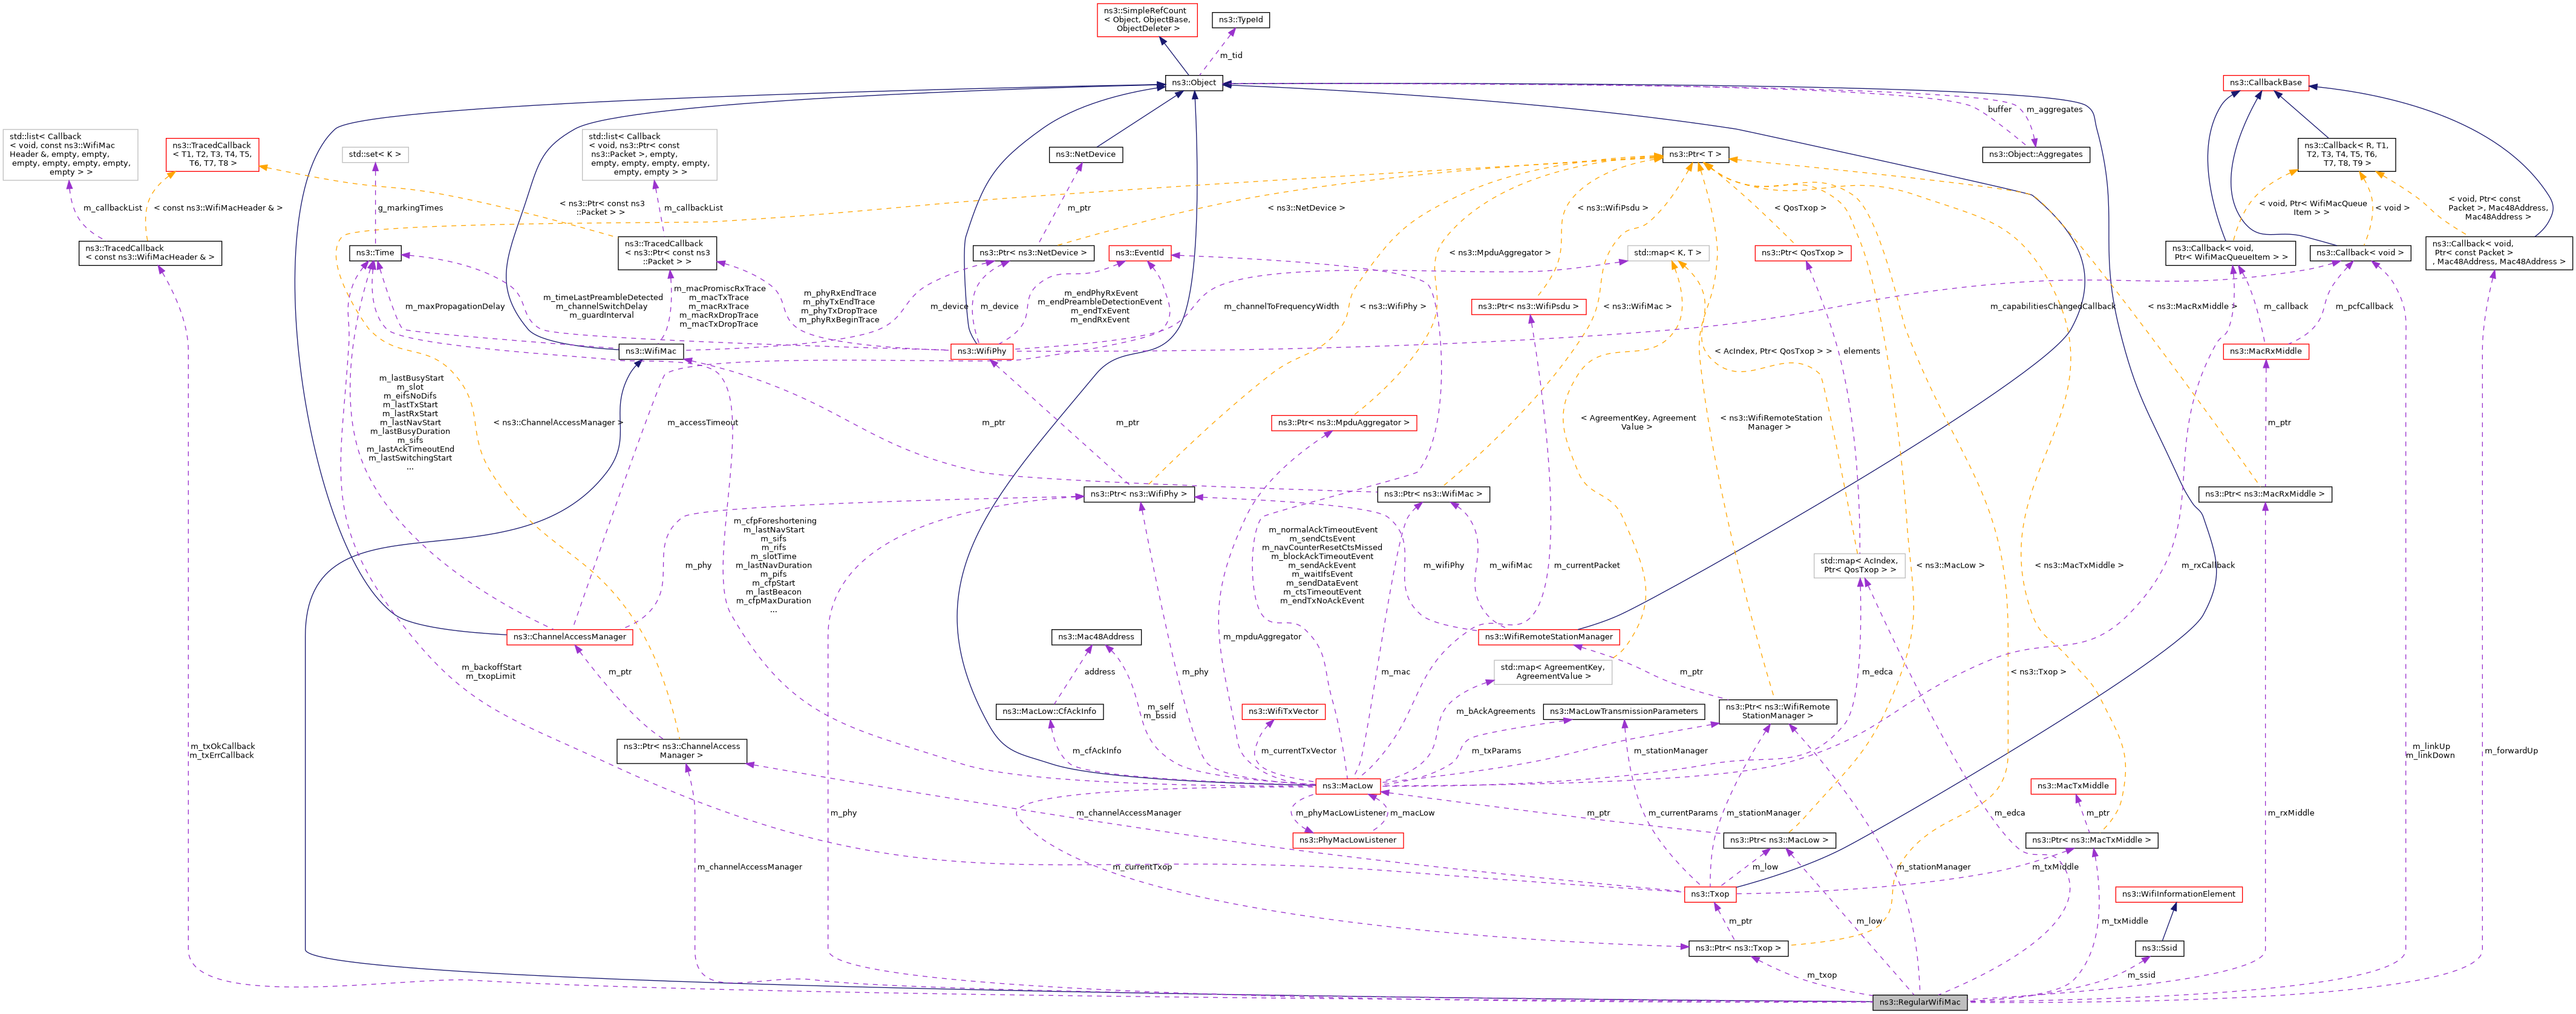 ns3::SimpleRefCount
< Object, ObjectBase,
ObjectDeleter >
ns3::TypeId
m_tid
ns3::Object
ns3::CallbackBase
buffer
m_aggregates
std::list< Callback
< void, const ns3::WifiMac
Header &, empty, empty,
empty, empty, empty, empty,
empty > >
ns3::TracedCallback
< T1, T2, T3, T4, T5,
T6, T7, T8 >
std::set< K >
std::list< Callback
< void, ns3::Ptr< const
ns3::Packet >, empty,
empty, empty, empty, empty,
empty, empty > >
ns3::NetDevice
ns3::Ptr< T >
ns3::Object::Aggregates
ns3::Callback< R, T1,
T2, T3, T4, T5, T6,
T7, T8, T9 >
m_callbackList
< const ns3::WifiMacHeader & >
g_markingTimes
< ns3::Ptr< const ns3
::Packet > >
m_callbackList
m_ptr
< ns3::NetDevice >
< ns3::WifiPsdu >
< QosTxop >
< void, Ptr< WifiMacQueue
Item > >
< void >
< void, Ptr< const
Packet >, Mac48Address,
Mac48Address >
ns3::TracedCallback
< const ns3::WifiMacHeader & >
ns3::Time
ns3::TracedCallback
< ns3::Ptr< const ns3
::Packet > >
ns3::Ptr< ns3::NetDevice >
ns3::EventId
< ns3::MpduAggregator >
std::map< K, T >
ns3::Ptr< QosTxop >
ns3::Callback< void,
Ptr< WifiMacQueueItem > >
ns3::Callback< void >
ns3::Callback< void,
Ptr< const Packet >
, Mac48Address, Mac48Address >
m_maxPropagationDelay
m_timeLastPreambleDetected
m_channelSwitchDelay
m_guardInterval
m_macPromiscRxTrace
m_macTxTrace
m_macRxTrace
m_macRxDropTrace
m_macTxDropTrace
m_phyRxEndTrace
m_phyTxEndTrace
m_phyTxDropTrace
m_phyRxBeginTrace
m_device
m_device
m_endPhyRxEvent
m_endPreambleDetectionEvent
m_endTxEvent
m_endRxEvent
m_channelToFrequencyWidth
< ns3::WifiPhy >
ns3::Ptr< ns3::WifiPsdu >
< ns3::WifiMac >
m_capabilitiesChangedCallback
< ns3::MacRxMiddle >
m_callback
m_pcfCallback
ns3::WifiMac
ns3::WifiPhy
< AcIndex, Ptr< QosTxop > >
elements
ns3::MacRxMiddle
m_lastBusyStart
m_slot
m_eifsNoDifs
m_lastTxStart
m_lastRxStart
m_lastNavStart
m_lastBusyDuration
m_sifs
m_lastAckTimeoutEnd
m_lastSwitchingStart
...
< ns3::ChannelAccessManager >
m_accessTimeout
m_ptr
m_ptr
ns3::Ptr< ns3::MpduAggregator >
< AgreementKey, Agreement
Value >
< ns3::WifiRemoteStation
Manager >
m_ptr
ns3::Ptr< ns3::WifiPhy >
ns3::Ptr< ns3::WifiMac >
ns3::Ptr< ns3::MacRxMiddle >
m_phy
m_cfpForeshortening
m_lastNavStart
m_sifs
m_rifs
m_slotTime
m_lastNavDuration
m_pifs
m_cfpStart
m_lastBeacon
m_cfpMaxDuration
...
m_normalAckTimeoutEvent
m_sendCtsEvent
m_navCounterResetCtsMissed
m_blockAckTimeoutEvent
m_sendAckEvent
m_waitIfsEvent
m_sendDataEvent
m_ctsTimeoutEvent
m_endTxNoAckEvent
m_wifiPhy
m_wifiMac
m_currentPacket
std::map< AcIndex,
Ptr< QosTxop > >
< ns3::MacLow >
< ns3::MacTxMiddle >
m_rxCallback
ns3::ChannelAccessManager
ns3::Mac48Address
m_mpduAggregator
ns3::WifiRemoteStationManager
m_backoffStart
m_txopLimit
m_ptr
address
m_phy
m_mac
std::map< AgreementKey,
AgreementValue >
m_ptr
m_edca
< ns3::Txop >
ns3::MacLow::CfAckInfo
m_self
m_bssid
ns3::WifiTxVector
m_bAckAgreements
ns3::MacLowTransmissionParameters
ns3::Ptr< ns3::WifiRemote
StationManager >
m_txOkCallback
m_txErrCallback
ns3::Ptr< ns3::ChannelAccess
Manager >
m_cfAckInfo
m_currentTxVector
m_txParams
m_stationManager
m_linkUp
m_linkDown
m_forwardUp
ns3::MacLow
ns3::MacTxMiddle
m_phy
m_channelAccessManager
m_phyMacLowListener
m_macLow
m_ptr
m_currentParams
m_stationManager
m_edca
m_ptr
m_rxMiddle
ns3::PhyMacLowListener
ns3::Ptr< ns3::MacLow >
ns3::Ptr< ns3::MacTxMiddle >
m_channelAccessManager
m_currentTxop
m_low
m_stationManager
m_txMiddle
ns3::Txop
ns3::WifiInformationElement
m_ptr
m_low
m_txMiddle
ns3::Ptr< ns3::Txop >
ns3::Ssid
m_txop
m_ssid
ns3::RegularWifiMac